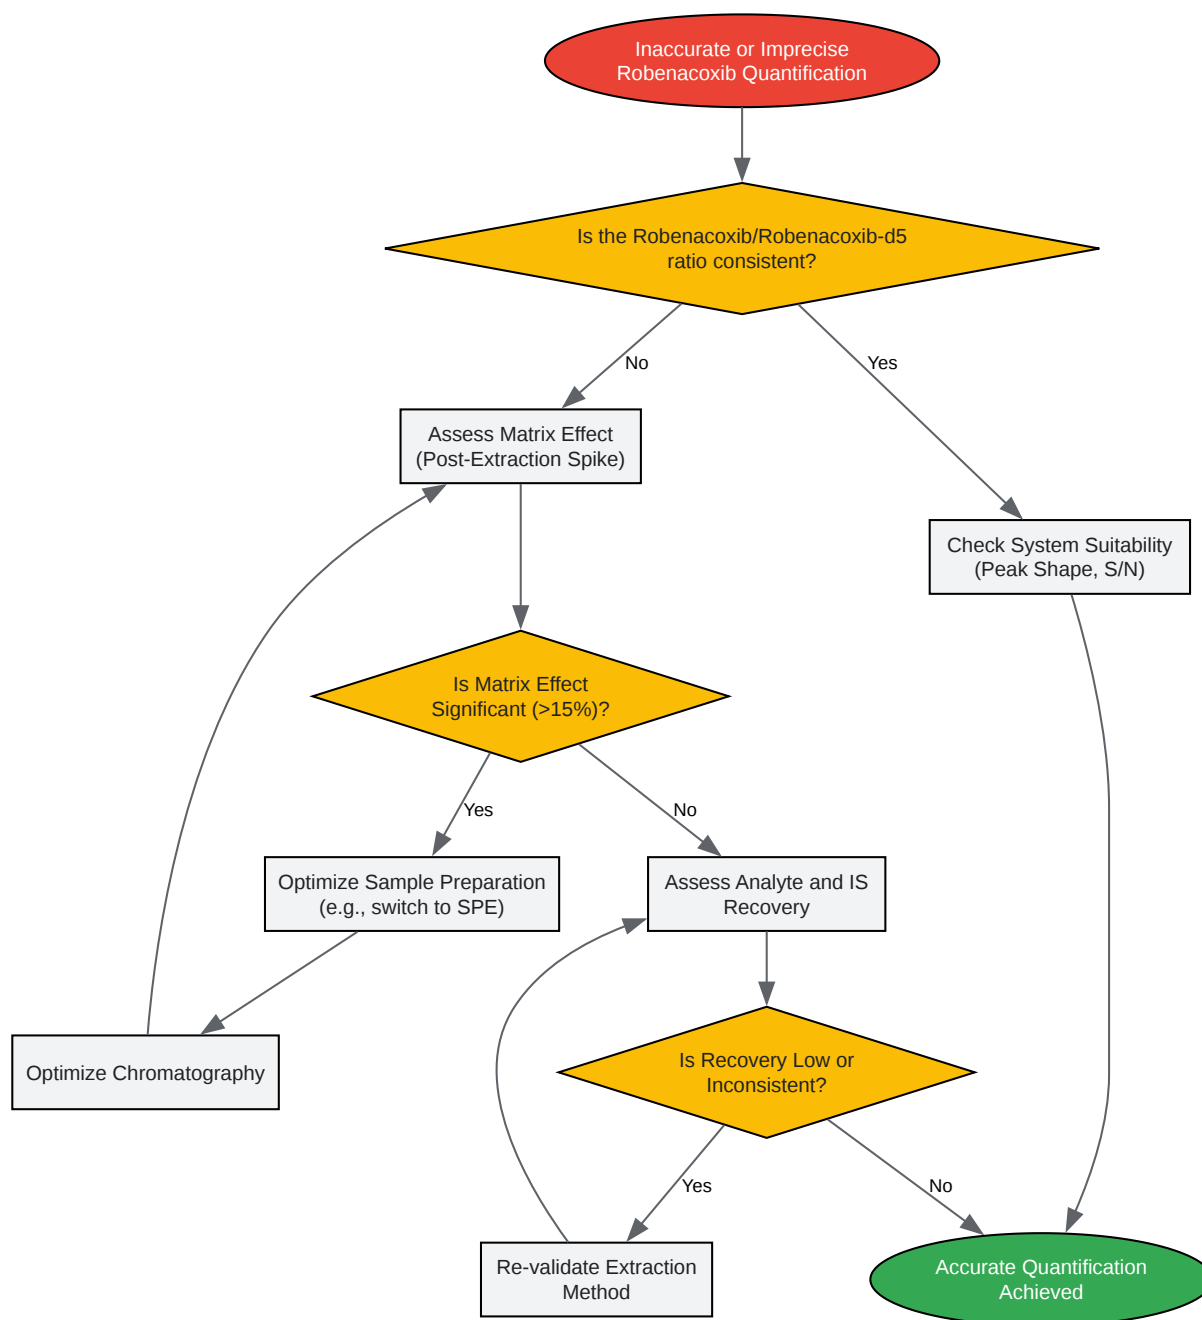 Inaccurate or Imprecise
Robenacoxib Quantification
Is the Robenacoxib/Robenacoxib-d5
ratio consistent?
No
Yes
Assess Matrix Effect
(Post-Extraction Spike)
Check System Suitability
(Peak Shape, S/N)
Is Matrix Effect
Significant (>15%)?
Yes
No
Optimize Sample Preparation
(e.g., switch to SPE)
Assess Analyte and IS
Recovery
Optimize Chromatography
Is Recovery Low or
Inconsistent?
Yes
No
Re-validate Extraction
Method
Accurate Quantification
Achieved